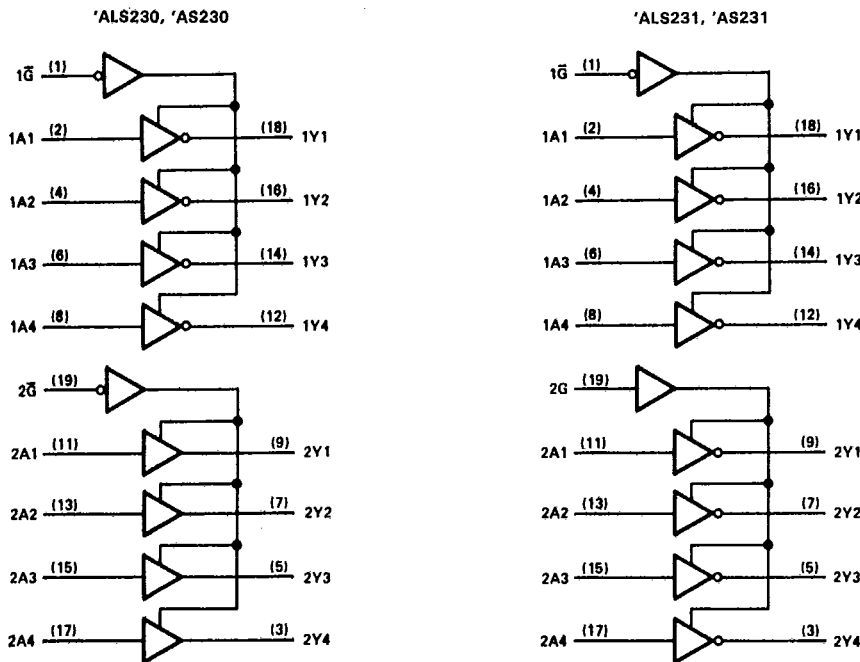 'ALS230, 'AS230
1G̅ (1)
1A1 (2) (18) 1Y1
1A2 (4) (16) 1Y2
1A3 (6) (14) 1Y3
1A4 (8) (12) 1Y4
2G̅ (19)
2A1 (11) (9) 2Y1
2A2 (13) (7) 2Y2
2A3 (15) (5) 2Y3
2A4 (17) (3) 2Y4
'ALS231, 'AS231
1G̅ (1)
1A1 (2) (18) 1Y1
1A2 (4) (16) 1Y2
1A3 (6) (14) 1Y3
1A4 (8) (12) 1Y4
2G (19)
2A1 (11) (9) 2Y1
2A2 (13) (7) 2Y2
2A3 (15) (5) 2Y3
2A4 (17) (3) 2Y4